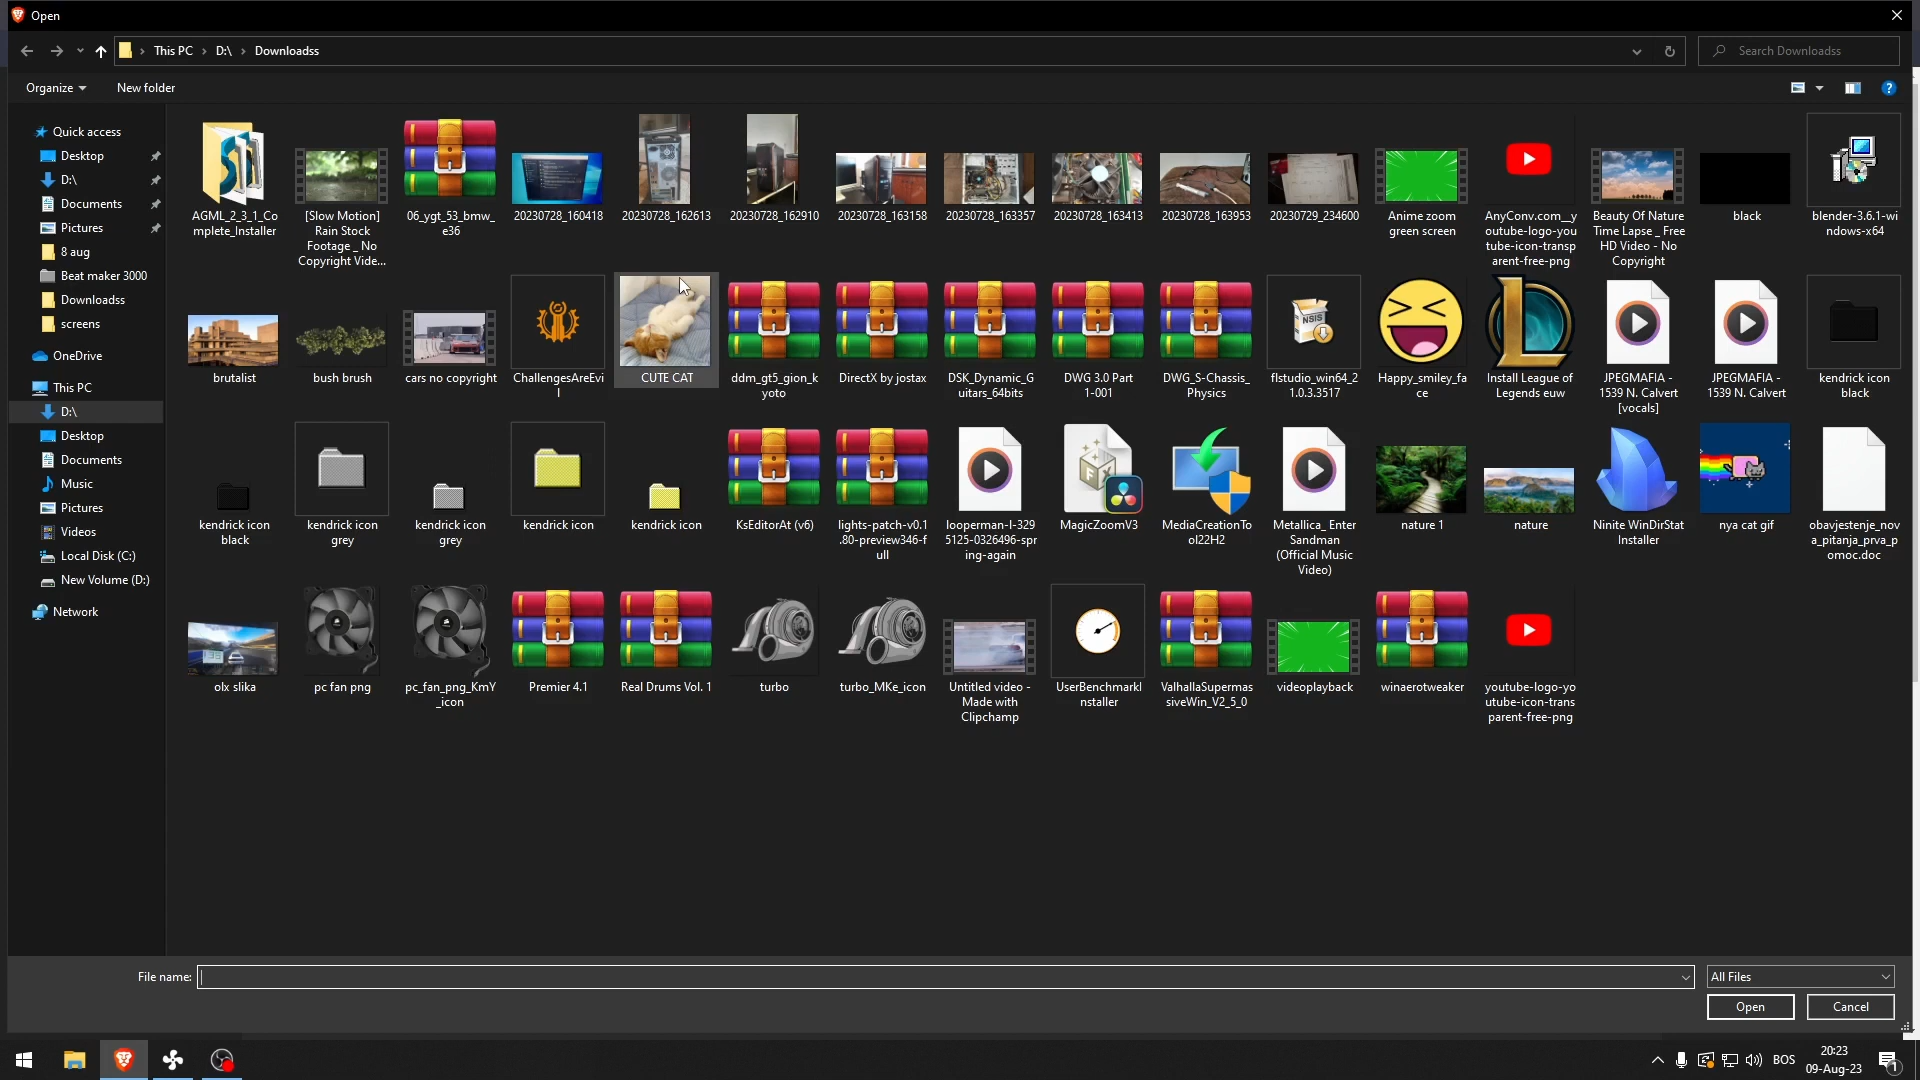 Open
This PC
D:\
Downloadss
Search Downloadss
Organize
New folder
Quick access
Desktop
D:\
Documents
Pictures
8 aug
Beat maker 3000
Downloadss
screens
OneDrive
This PC
D:\
Desktop
Documents
Music
Pictures
Videos
Local Disk (C:)
New Volume (D:)
Network
AGML_2_3_1_Co
mplete_Installer
[Slow Motion]
Rain Stock
Footage _ No
Copyright Vide...
06_ygt_53_bmw_
e36
20230728_160418
20230728_162613
20230728_162910
20230728_163158
20230728_163357
20230728_163413
20230728_163953
20230729_234600
Anime zoom
green screen
AnyConv.com__y
outube-logo-you
tube-icon-transp
arent-free-png
Beauty Of Nature
Time Lapse _ Free
HD Video - No
Copyright
black
blender-3.6.1-wi
ndows-x64
brutalist
bush brush
cars no copyright
ChallengesAreEvi
l
CUTE CAT
ddm_gt5_gion_k
yoto
DirectX by jostax
DSK_Dynamic_G
uitars_64bits
DWG 3.0 Part
1-001
DWG_S-Chassis_
Physics
NSIS
flstudio_win64_2
1.0.3.3517
Happy_smiley_fa
ce
Install League of
Legends euw
JPEGMAFIA -
1539 N. Calvert
[vocals]
JPEGMAFIA -
1539 N. Calvert
kendrick icon
black
kendrick icon
black
kendrick icon
grey
kendrick icon
grey
kendrick icon
kendrick icon
KsEditorAt (v6)
lights-patch-v0.1
.80-preview346-f
ull
looperman-l-329
5125-0326496-spr
ing-again
MagicZoomV3
MediaCreationTo
ol22H2
Metallica_ Enter
Sandman
(Official Music
Video)
nature 1
nature
Ninite WinDirStat
Installer
nya cat gif
obavjestenje_nov
a_pitanja_prva_p
omoc.doc
olx slika
pc fan png
pc_fan_png_KmY
_icon
Premier 4.1
Real Drums Vol. 1
turbo
turbo_MKe_icon
Untitled video -
Made with
Clipchamp
UserBenchmarkI
nstaller
ValhallaSupermas
siveWin_V2_5_0
videoplayback
winaerotweaker
youtube-logo-yo
utube-icon-trans
parent-free-png
File name:
All Files
Open
Cancel
BOS
20:23
09-Aug-23
1